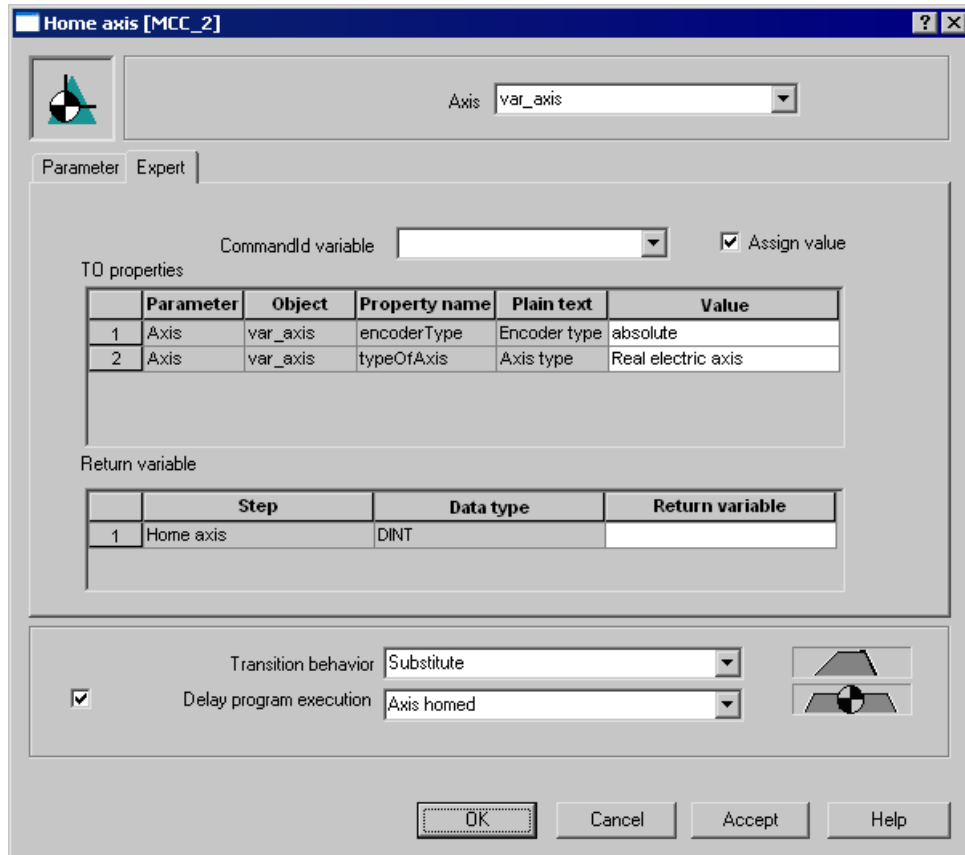 Home axis [MCC_2]
Axis var_axis
Parameter Expert
CommandId variable Assign value
TO properties
Parameter Object Property name Plain text Value
1 Axis var_axis encoderType Encoder type absolute
2 Axis var_axis typeOfAxis Axis type Real electric axis
Return variable
Step Data type Return variable
1 Home axis DINT
Transition behavior Substitute
Delay program execution Axis homed
OK Cancel Accept Help